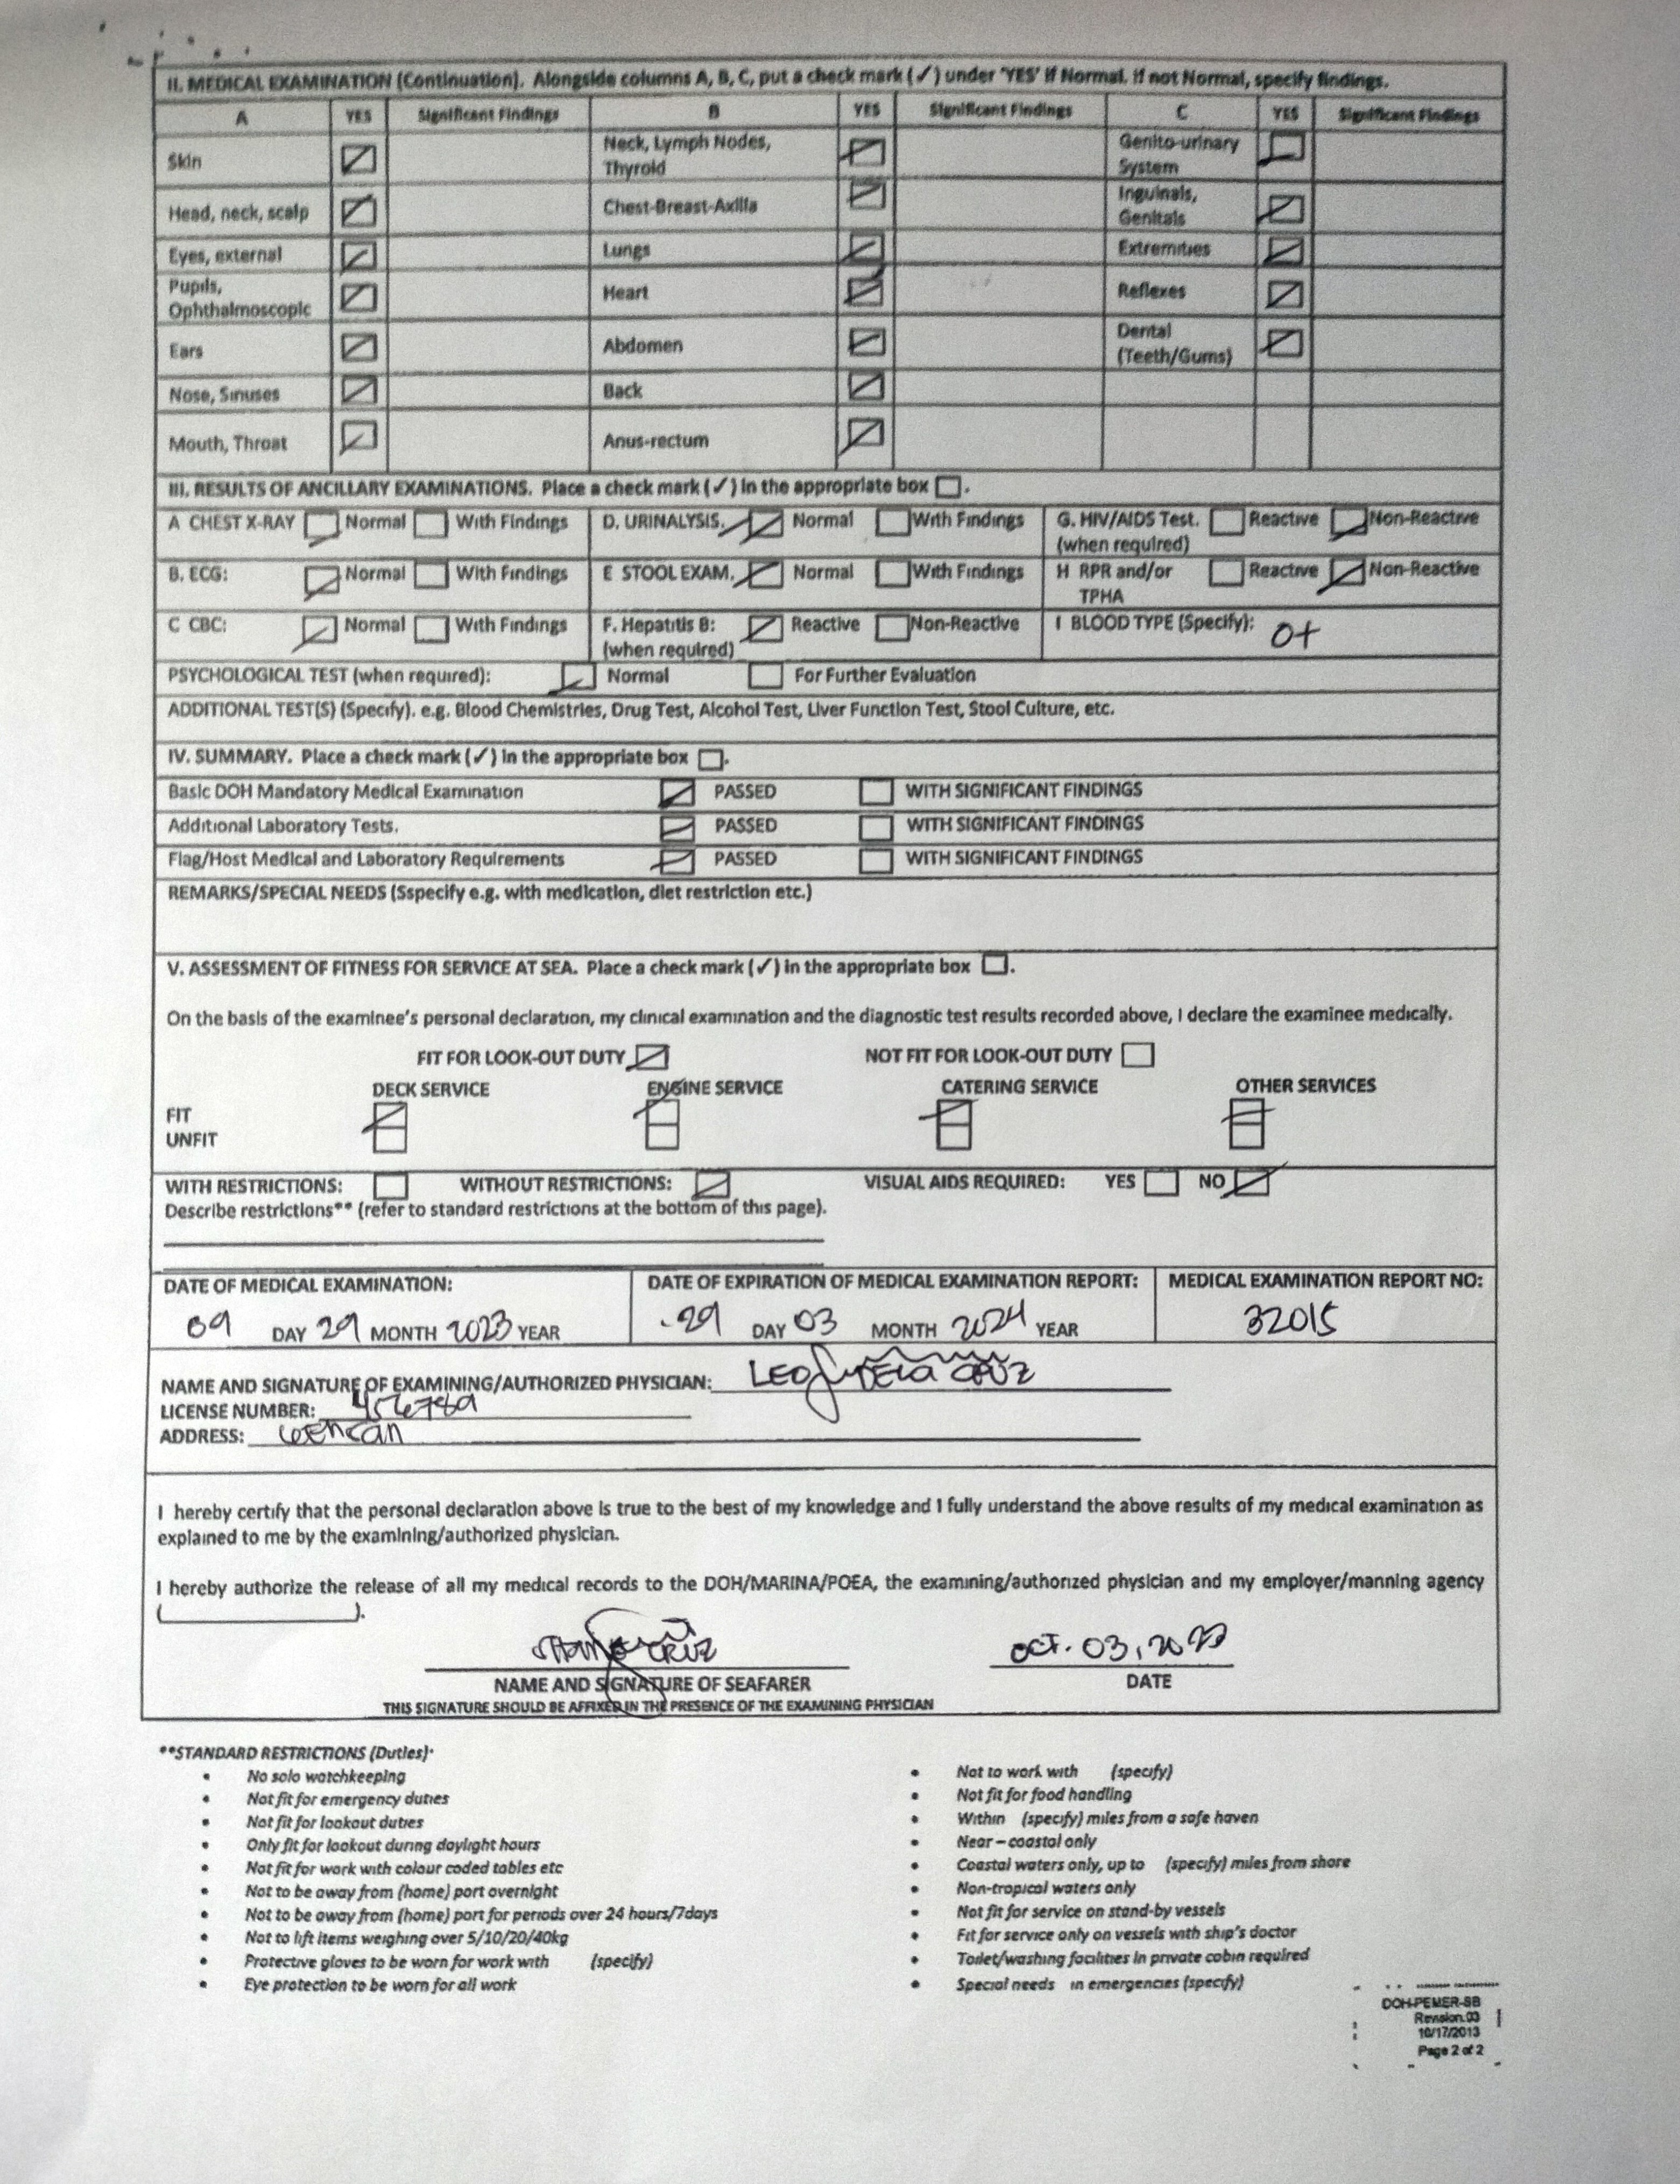 II. MEDICAL EXAMINATION (Continuation). Alongside columns A, B, C, put a check mark (✓) under 'YES' if Normal. If not Normal, specify findings.
A YES Significant Findings B YES Significant Findings C YES Significant Findings
Skin ☑ Neck, Lymph Nodes, Thyroid ☑ Genito-urinary System ☑
Head, neck, scalp ☑ Chest-Breast-Axilla ☑ Inguinals, Genitals ☑
Eyes, external ☑ Lungs ☑ Extremities ☑
Pupils, Ophthalmoscopic ☑ Heart ☑ Reflexes ☑
Ears ☑ Abdomen ☑ Dental (Teeth/Gums) ☑
Nose, Sinuses ☑ Back ☑
Mouth, Throat ☑ Anus-rectum ☑
III. RESULTS OF ANCILLARY EXAMINATIONS. Place a check mark (✓) in the appropriate box ☐.
A CHEST X-RAY ☑ Normal ☐ With Findings D. URINALYSIS. ☑ Normal ☐ With Findings G. HIV/AIDS Test. (when required) ☐ Reactive ☑ Non-Reactive
B. ECG: ☑ Normal ☐ With Findings E STOOL EXAM. ☑ Normal ☐ With Findings H RPR and/or TPHA ☐ Reactive ☑ Non-Reactive
C CBC: ☑ Normal ☐ With Findings F. Hepatitis B: (when required) ☑ Reactive ☐ Non-Reactive I BLOOD TYPE (Specify): O+
PSYCHOLOGICAL TEST (when required): ☑ Normal ☐ For Further Evaluation
ADDITIONAL TEST(S) (Specify). e.g. Blood Chemistries, Drug Test, Alcohol Test, Liver Function Test, Stool Culture, etc.
IV. SUMMARY. Place a check mark (✓) in the appropriate box ☐.
Basic DOH Mandatory Medical Examination ☑ PASSED ☐ WITH SIGNIFICANT FINDINGS
Additional Laboratory Tests. ☑ PASSED ☐ WITH SIGNIFICANT FINDINGS
Flag/Host Medical and Laboratory Requirements ☑ PASSED ☐ WITH SIGNIFICANT FINDINGS
REMARKS/SPECIAL NEEDS (Sspecify e.g. with medication, diet restriction etc.)
V. ASSESSMENT OF FITNESS FOR SERVICE AT SEA. Place a check mark (✓) in the appropriate box ☐.
On the basis of the examinee's personal declaration, my clinical examination and the diagnostic test results recorded above, I declare the examinee medically.
FIT FOR LOOK-OUT DUTY ☑ NOT FIT FOR LOOK-OUT DUTY ☐
DECK SERVICE ENGINE SERVICE CATERING SERVICE OTHER SERVICES
FIT ☑ ☑ ☑ ☑
UNFIT ☐ ☐ ☐ ☐
WITH RESTRICTIONS: ☐ WITHOUT RESTRICTIONS: ☑ VISUAL AIDS REQUIRED: YES ☐ NO ☑
Describe restrictions** (refer to standard restrictions at the bottom of this page).
DATE OF MEDICAL EXAMINATION: DATE OF EXPIRATION OF MEDICAL EXAMINATION REPORT: MEDICAL EXAMINATION REPORT NO:
09 DAY 29 MONTH 2023 YEAR 29 DAY 03 MONTH 2024 YEAR 32015
NAME AND SIGNATURE OF EXAMINING/AUTHORIZED PHYSICIAN: LEO DELA CRUZ
LICENSE NUMBER: 456789
ADDRESS:
I hereby certify that the personal declaration above is true to the best of my knowledge and I fully understand the above results of my medical examination as
explained to me by the examining/authorized physician.
I hereby authorize the release of all my medical records to the DOH/MARINA/POEA, the examining/authorized physician and my employer/manning agency
(____________).
CRUZ OCT. 03, 2023
NAME AND SIGNATURE OF SEAFARER DATE
THIS SIGNATURE SHOULD BE AFFIXED IN THE PRESENCE OF THE EXAMINING PHYSICIAN
**STANDARD RESTRICTIONS (Duties)·
• No solo watchkeeping
• Not fit for emergency duties
• Not fit for lookout duties
• Only fit for lookout during daylight hours
• Not fit for work with colour coded tables etc
• Not to be away from (home) port overnight
• Not to be away from (home) port for periods over 24 hours/7days
• Not to lift items weighing over 5/10/20/40kg
• Protective gloves to be worn for work with (specify)
• Eye protection to be worn for all work
• Not to work with (specify)
• Not fit for food handling
• Within (specify) miles from a safe haven
• Near – coastal only
• Coastal waters only, up to (specify) miles from shore
• Non-tropical waters only
• Not fit for service on stand-by vessels
• Fit for service only on vessels with ship's doctor
• Toilet/washing facilities in private cabin required
• Special needs in emergencies (specify)
DOH-PEMER-SB
Revision.03
10/17/2013
Page 2 of 2